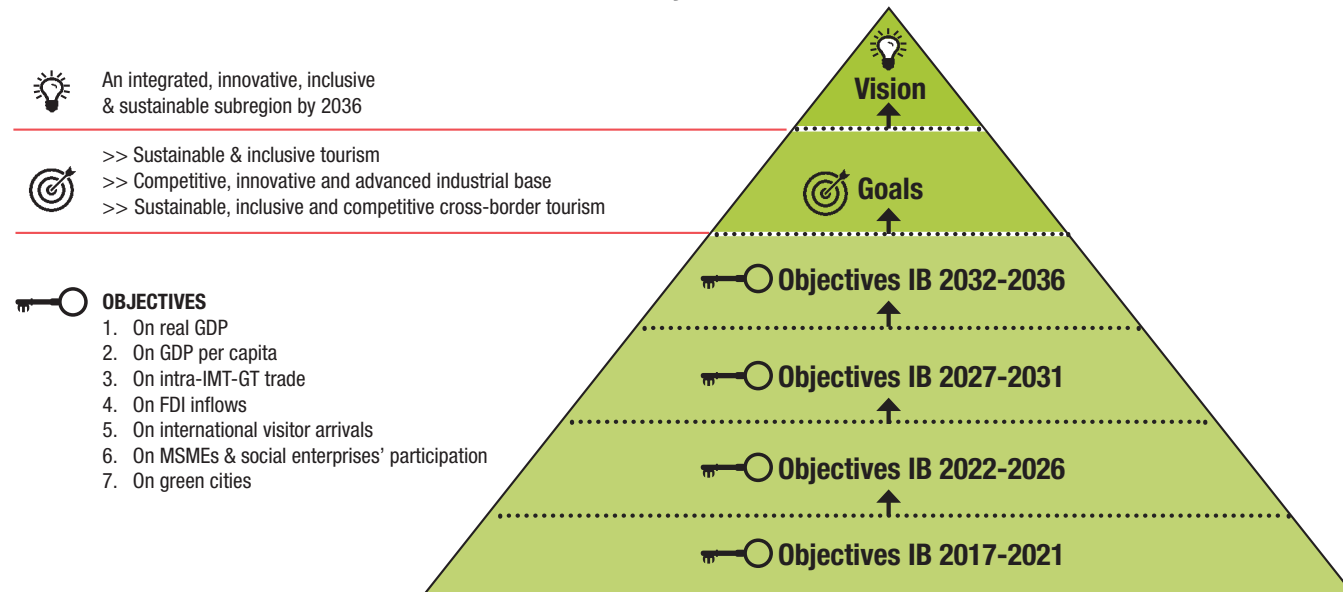 An integrated, innovative, inclusive
& sustainable subregion by 2036
>> Sustainable & inclusive tourism
>> Competitive, innovative and advanced industrial base
>> Sustainable, inclusive and competitive cross-border tourism
OBJECTIVES
1. On real GDP
2. On GDP per capita
3. On intra-IMT-GT trade
4. On FDI inflows
5. On international visitor arrivals
6. On MSMEs & social enterprises’ participation
7. On green cities
Vision
Goals
Objectives IB 2032-2036
Objectives IB 2027-2031
Objectives IB 2022-2026
Objectives IB 2017-2021